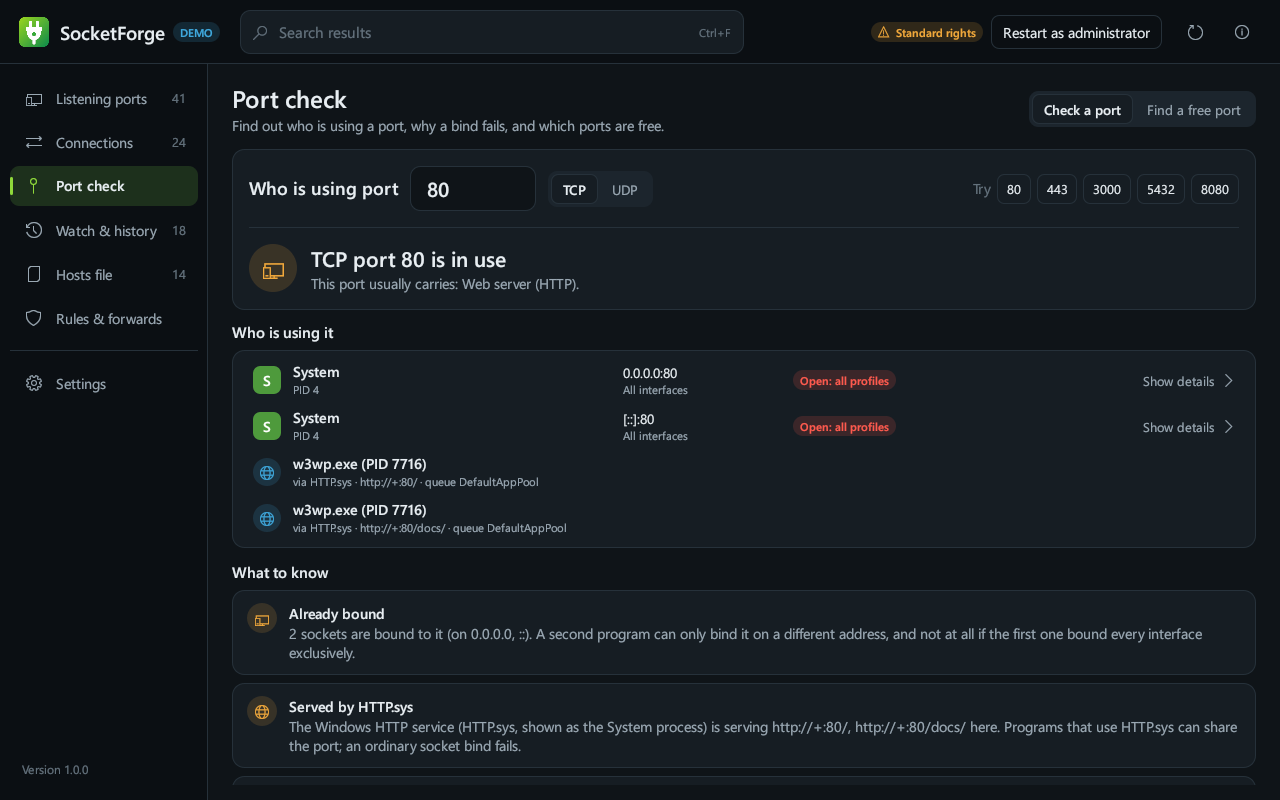 SocketForge DEMO
Search results Ctrl+F
Standard rights
Restart as administrator
Listening ports 41
Connections 24
Port check
Watch & history 18
Hosts file 14
Rules & forwards
Settings
Version 1.0.0
Port check
Find out who is using a port, why a bind fails, and which ports are free.
Check a port Find a free port
Who is using port 80 TCP UDP
Try 80 443 3000 5432 8080
TCP port 80 is in use
This port usually carries: Web server (HTTP).
Who is using it
S System 0.0.0.0:80 Open: all profiles Show details
PID 4 All interfaces
S System [::]:80 Open: all profiles Show details
PID 4 All interfaces
w3wp.exe (PID 7716)
via HTTP.sys · http://+:80/ · queue DefaultAppPool
w3wp.exe (PID 7716)
via HTTP.sys · http://+:80/docs/ · queue DefaultAppPool
What to know
Already bound
2 sockets are bound to it (on 0.0.0.0, ::). A second program can only bind it on a different address, and not at all if the first one bound every interface
exclusively.
Served by HTTP.sys
The Windows HTTP service (HTTP.sys, shown as the System process) is serving http://+:80/, http://+:80/docs/ here. Programs that use HTTP.sys can share
the port; an ordinary socket bind fails.